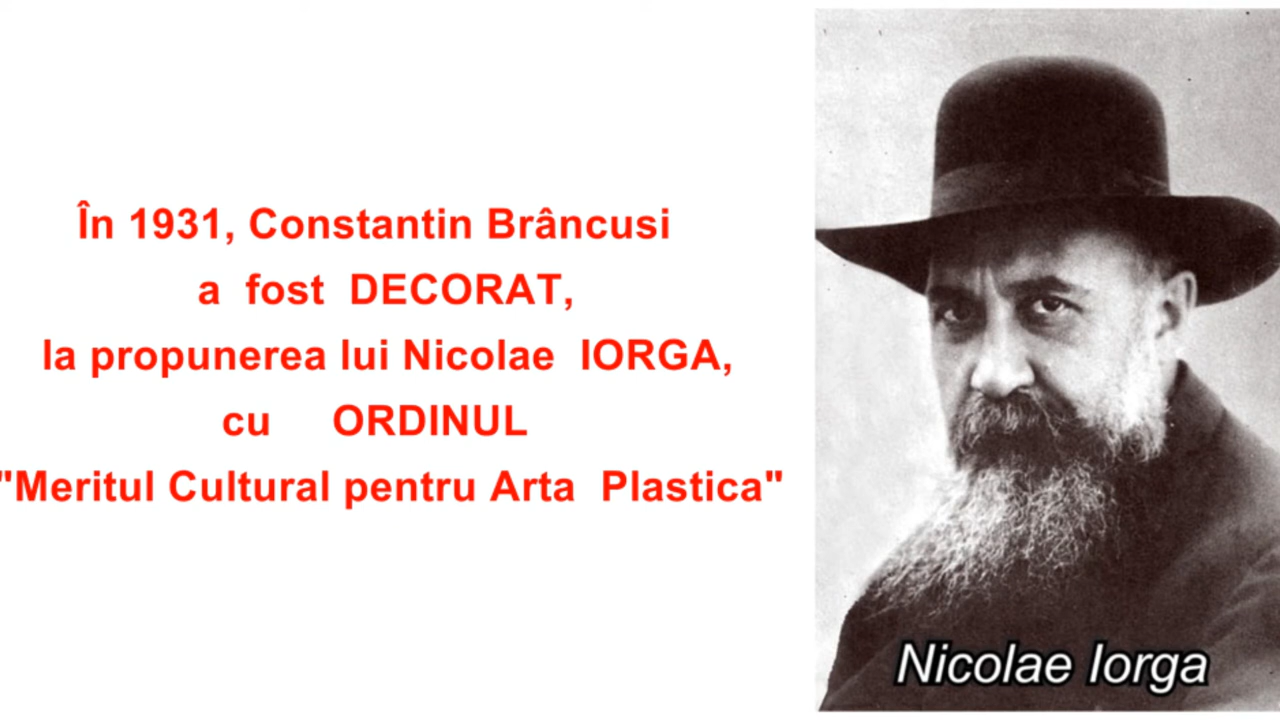 În 1931, Constantin Brâncusi
a fost DECORAT,
la propunerea lui Nicolae IORGA,
cu ORDINUL
"Meritul Cultural pentru Arta Plastica"
Nicolae Iorga